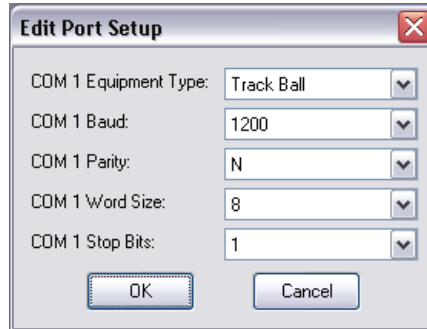 Edit Port Setup
COM 1 Equipment Type: Track Ball
COM 1 Baud: 1200
COM 1 Parity: N
COM 1 Word Size: 8
COM 1 Stop Bits: 1
OK Cancel